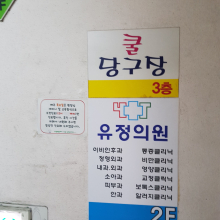 쿨
당구장
3층
유정의원
이비인후과 통증클리닉
정형외과 비만클리닉
내과.외과 영양클리닉
소아과 교정클리닉
피부과 보톡스클리닉
안과 알러지클리닉
2F